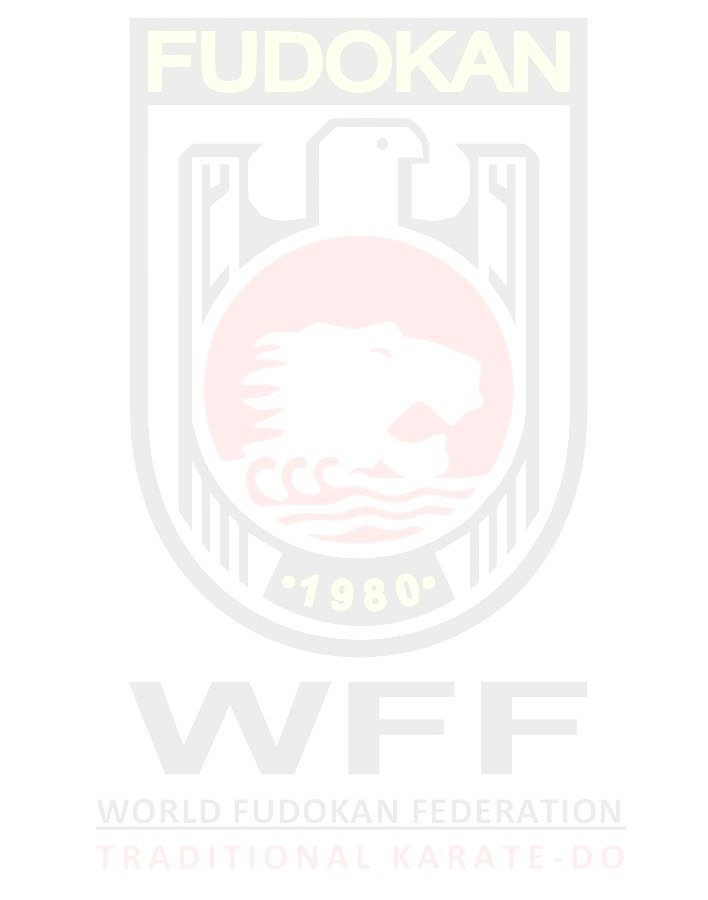 FUDOKAN
•1980•
WFF
WORLD FUDOKAN FEDERATION
TRADITIONAL KARATE-DO